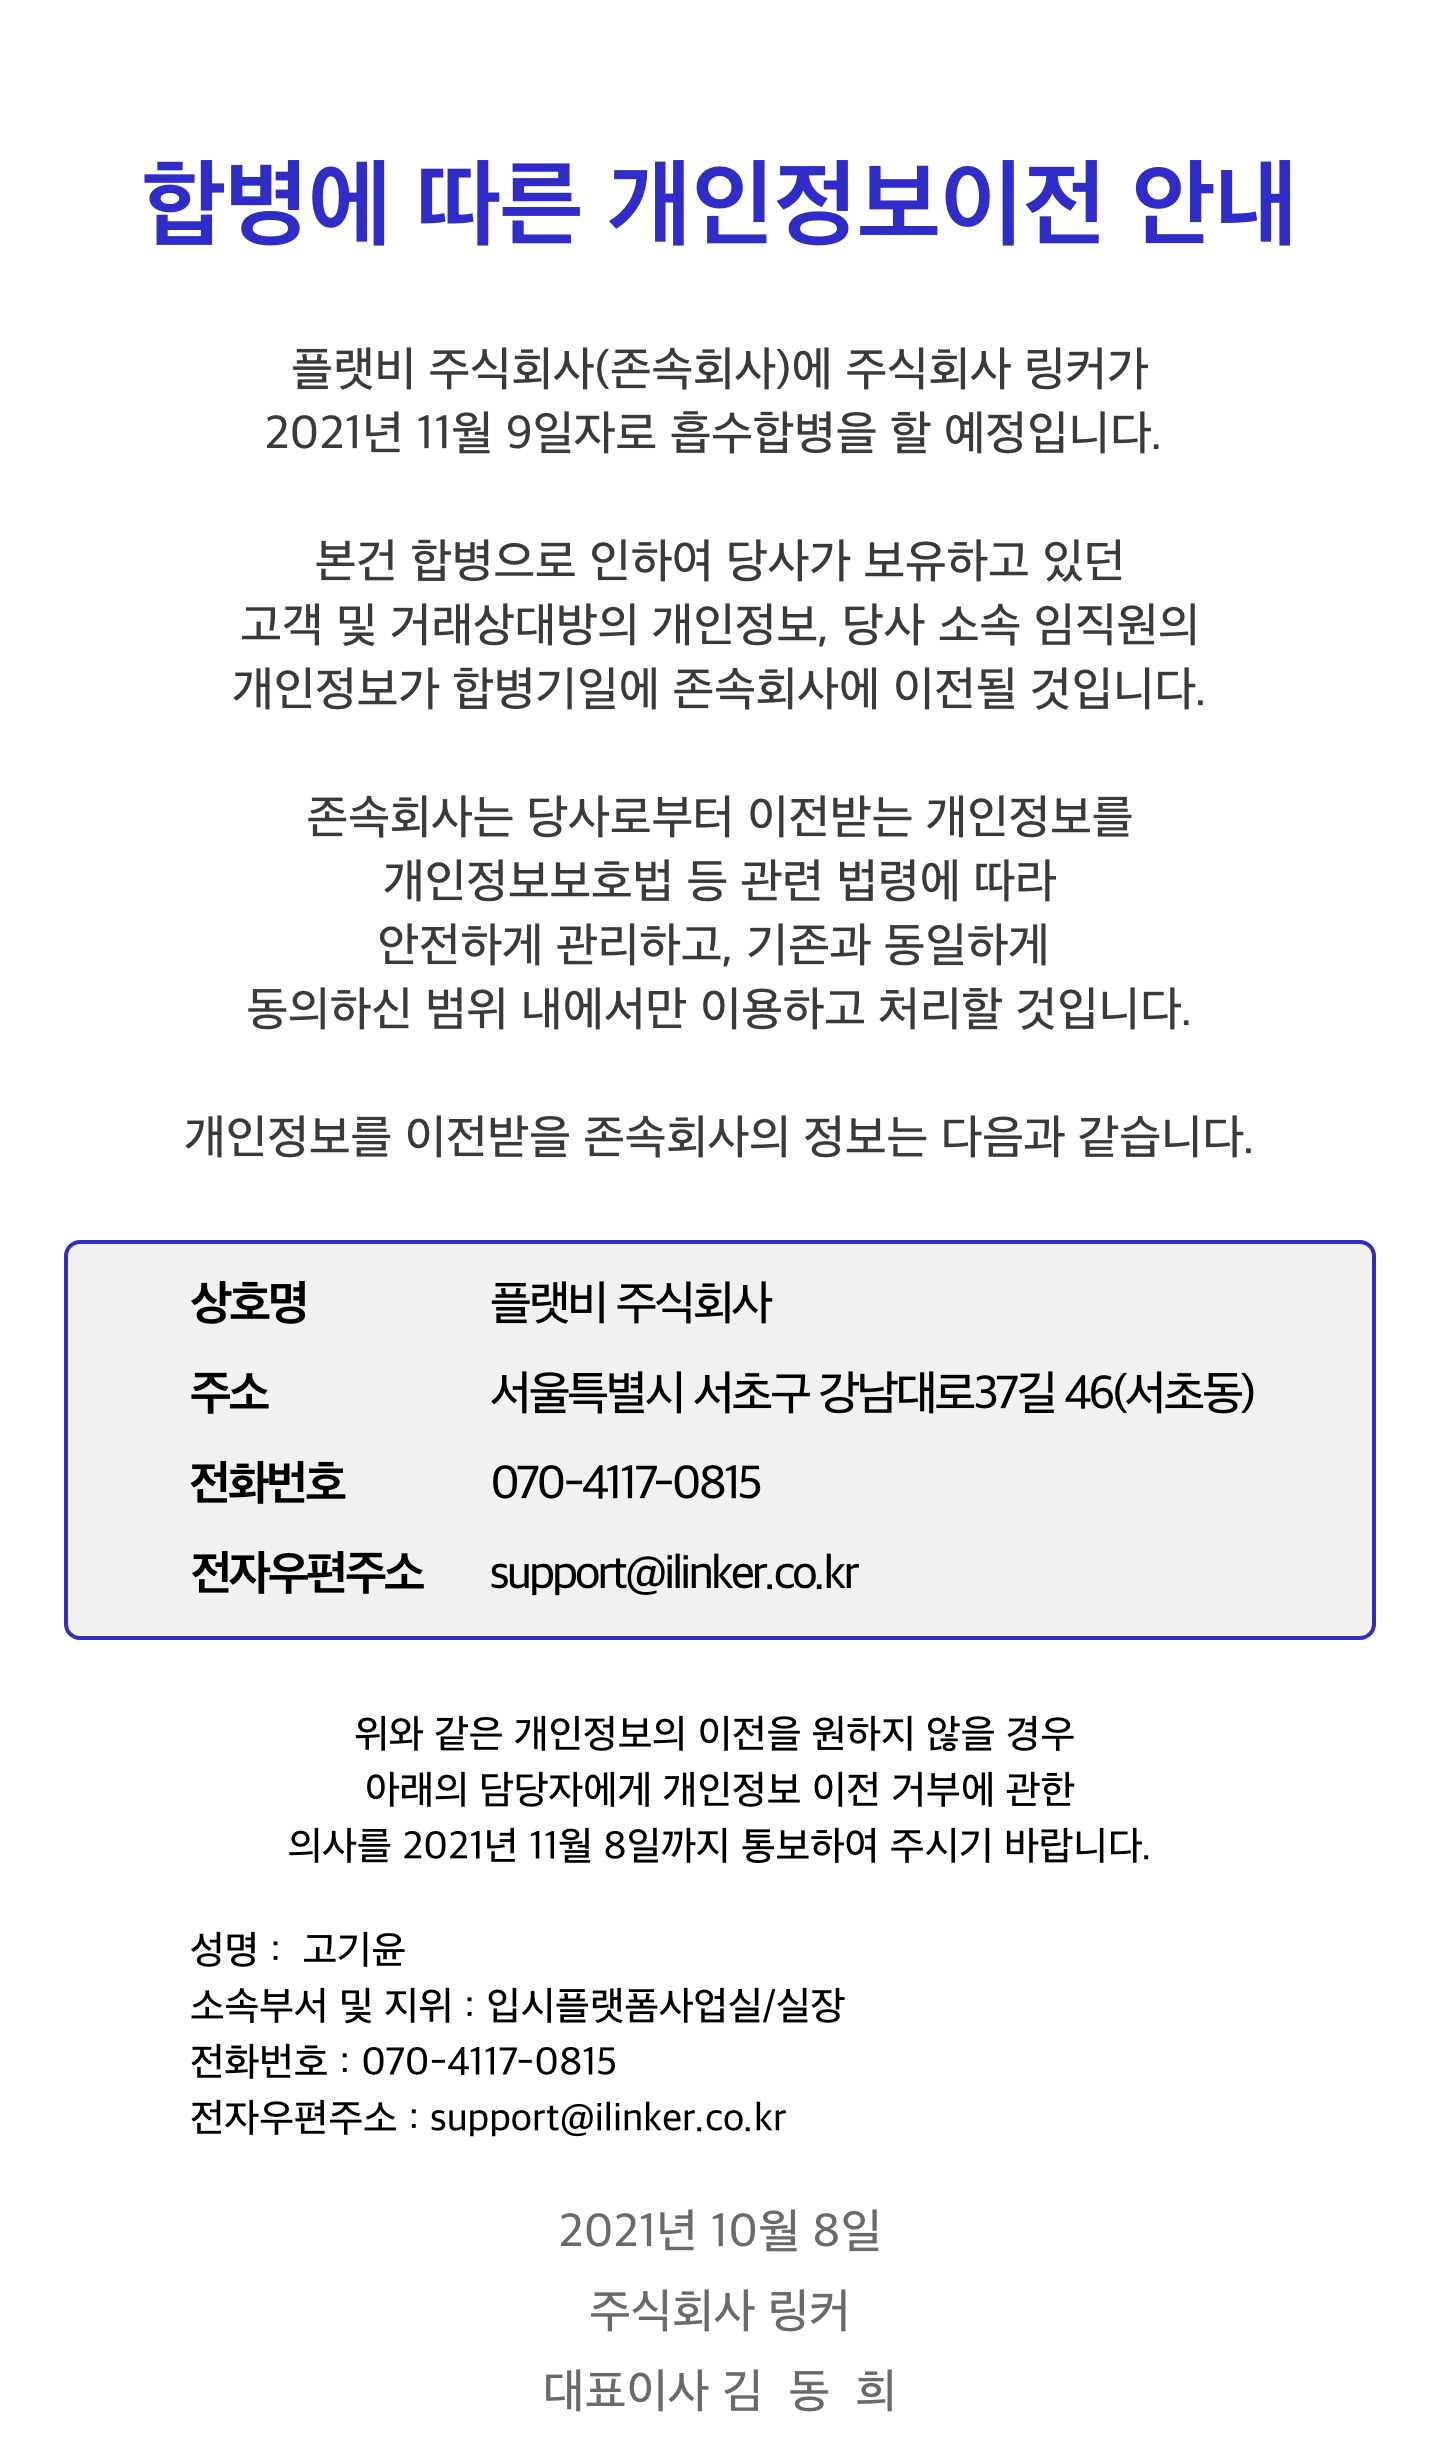 합병에 따른 개인정보이전 안내
플랫비 주식회사(존속회사)에 주식회사 링커가
2021년 11월 9일자로 흡수합병을 할 예정입니다.
본건 합병으로 인하여 당사가 보유하고 있던
고객 및 거래상대방의 개인정보, 당사 소속 임직원의
개인정보가 합병기일에 존속회사에 이전될 것입니다.
존속회사는 당사로부터 이전받는 개인정보를
개인정보보호법 등 관련 법령에 따라
안전하게 관리하고, 기존과 동일하게
동의하신 범위 내에서만 이용하고 처리할 것입니다.
개인정보를 이전받을 존속회사의 정보는 다음과 같습니다.
상호명 플랫비 주식회사
주소 서울특별시 서초구 강남대로37길 46(서초동)
전화번호 070-4117-0815
전자우편주소 support@ilinker.co.kr
위와 같은 개인정보의 이전을 원하지 않을 경우
아래의 담당자에게 개인정보 이전 거부에 관한
의사를 2021년 11월 8일까지 통보하여 주시기 바랍니다.
성명 : 고기윤
소속부서 및 지위 : 입시플랫폼사업실/실장
전화번호 : 070-4117-0815
전자우편주소 : support@ilinker.co.kr
2021년 10월 8일
주식회사 링커
대표이사 김 동 희